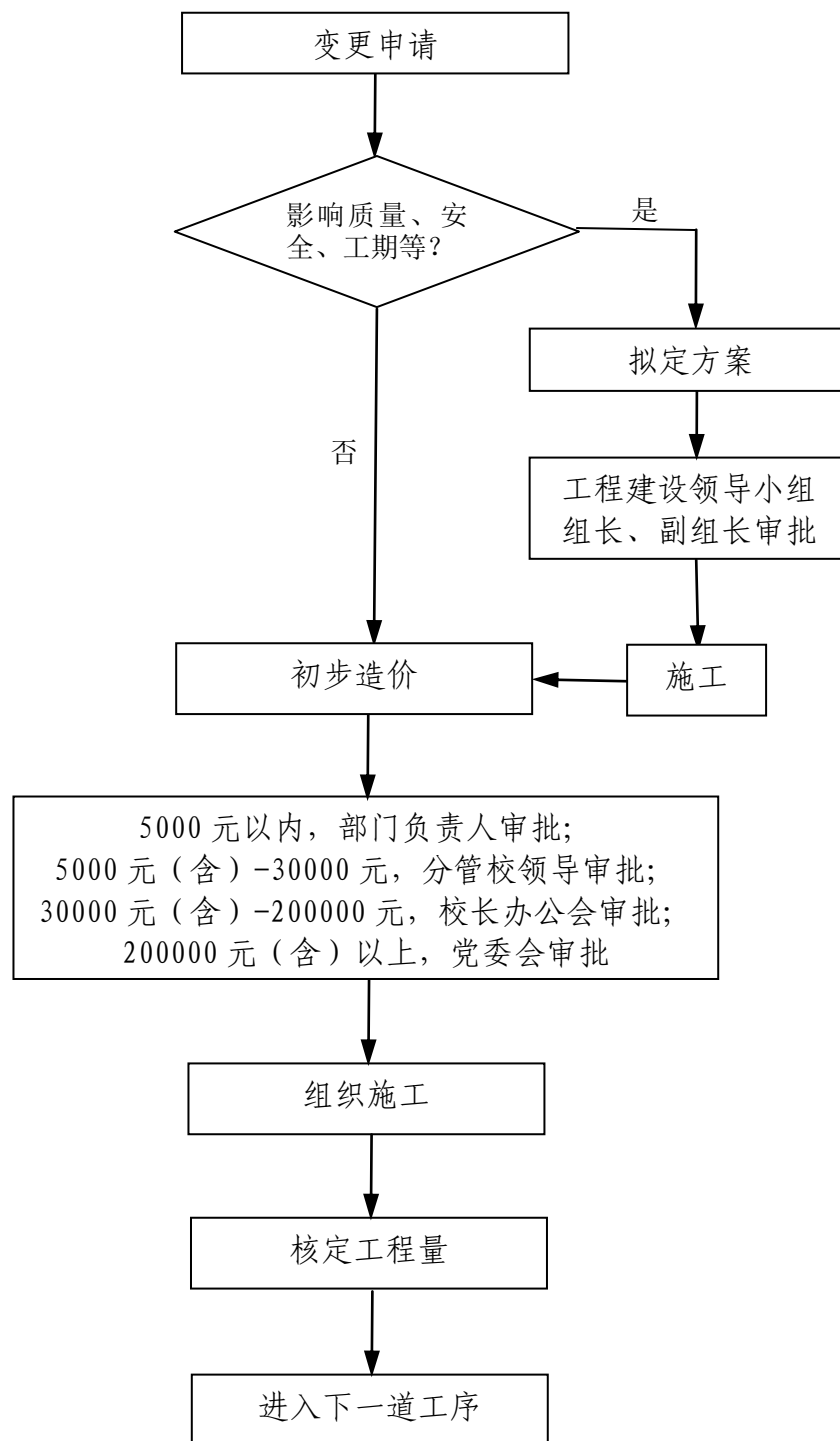 变更申请
影响质量、安
全、工期等？
是
拟定方案
否
工程建设领导小组
组长、副组长审批
初步造价
施工
5000 元以内，部门负责人审批；
5000 元（含）-30000 元，分管校领导审批；
30000 元（含）-200000 元，校长办公会审批；
200000 元（含）以上，党委会审批
组织施工
核定工程量
进入下一道工序